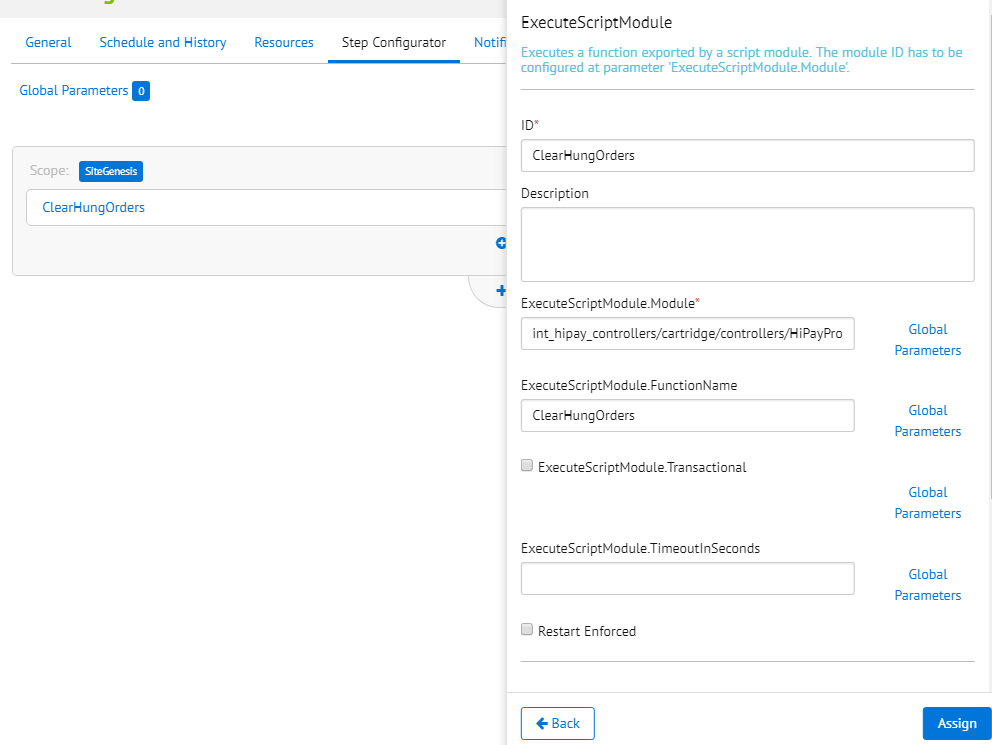 General Schedule and History Resources Step Configurator
Global Parameters 0
Scope: SiteGenesis
ClearHungOrders
ExecuteScriptModule
Executes a function exported by a script module. The module ID has to be
configured at parameter 'ExecuteScriptModule.Module'.
ID*
ClearHungOrders
Description
ExecuteScriptModule.Module*
int_hipay_controllers/cartridge/controllers/HiPayPro
Global
Parameters
ExecuteScriptModule.FunctionName
ClearHungOrders
Global
Parameters
ExecuteScriptModule.Transactional
Global
Parameters
ExecuteScriptModule.TimeoutInSeconds
Global
Parameters
Restart Enforced
Back
Assign